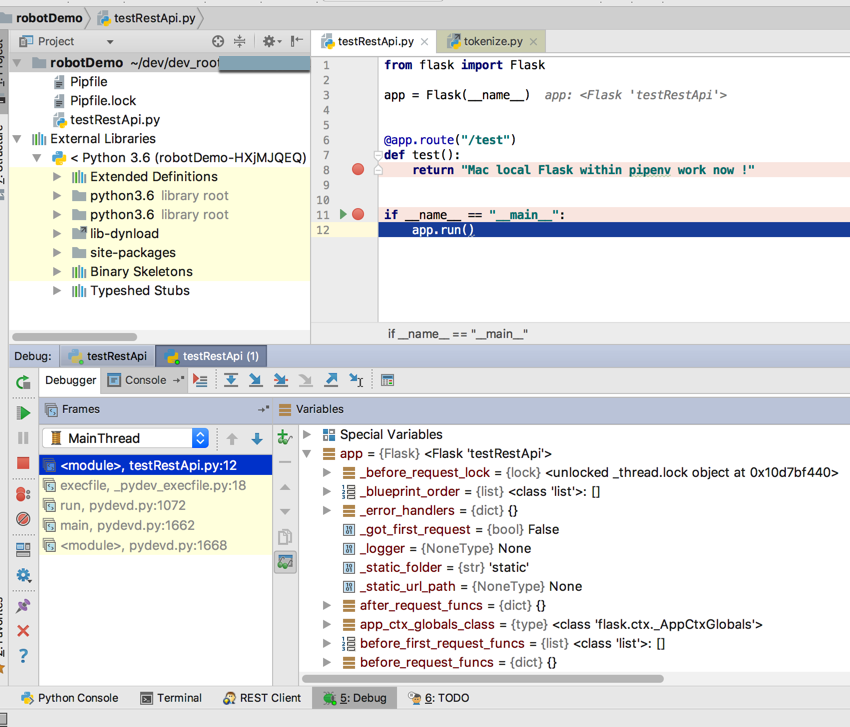 robotDemo testRestApi.py
Project
testRestApi.py tokenize.py
robotDemo ~/dev/dev_root
Pipfile
Pipfile.lock
testRestApi.py
External Libraries
< Python 3.6 (robotDemo-HXjMJQEQ)
Extended Definitions
python3.6 library root
python3.6 library root
lib-dynload
site-packages
Binary Skeletons
Typeshed Stubs
1 from flask import Flask
2
3 app = Flask(__name__) app: <Flask 'testRestApi'>
4
5
6 @app.route("/test")
7 def test():
8 return "Mac local Flask within pipenv work now !"
9
10
11 if __name__ == "__main__":
12 app.run()
if __name__ == "__main__"
Debug: testRestApi testRestApi (1)
Debugger Console
Frames
MainThread
<module>, testRestApi.py:12
execfile, _pydev_execfile.py:18
run, pydevd.py:1072
main, pydevd.py:1662
<module>, pydevd.py:1668
Variables
Special Variables
app = {Flask} <Flask 'testRestApi'>
_before_request_lock = {lock} <unlocked _thread.lock object at 0x10d7bf440>
_blueprint_order = {list} <class 'list'>: []
_error_handlers = {dict} {}
_got_first_request = {bool} False
_logger = {NoneType} None
_static_folder = {str} 'static'
_static_url_path = {NoneType} None
after_request_funcs = {dict} {}
app_ctx_globals_class = {type} <class 'flask.ctx._AppCtxGlobals'>
before_first_request_funcs = {list} <class 'list'>: []
before_request_funcs = {dict} {}
Python Console Terminal REST Client 5: Debug 6: TODO